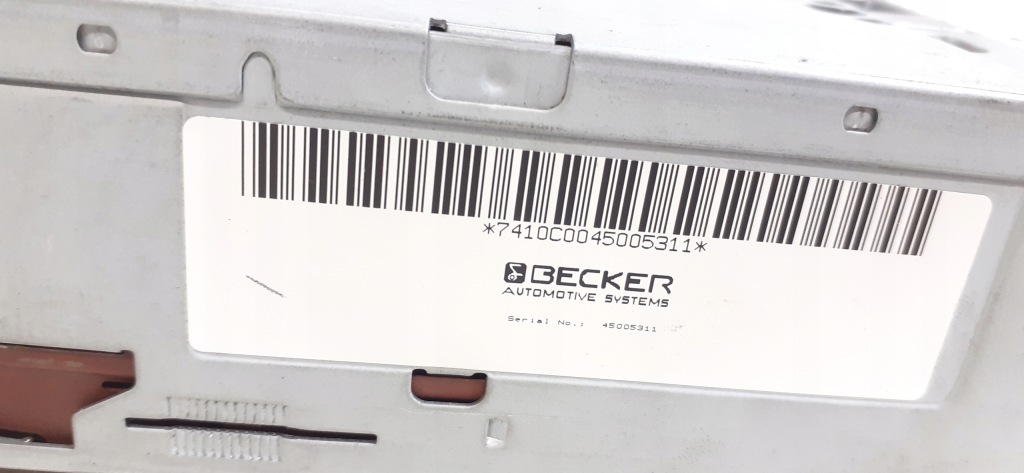 *7410C0045005311*
BECKER
AUTOMOTIVE SYSTEMS
Serial No.: 45005311